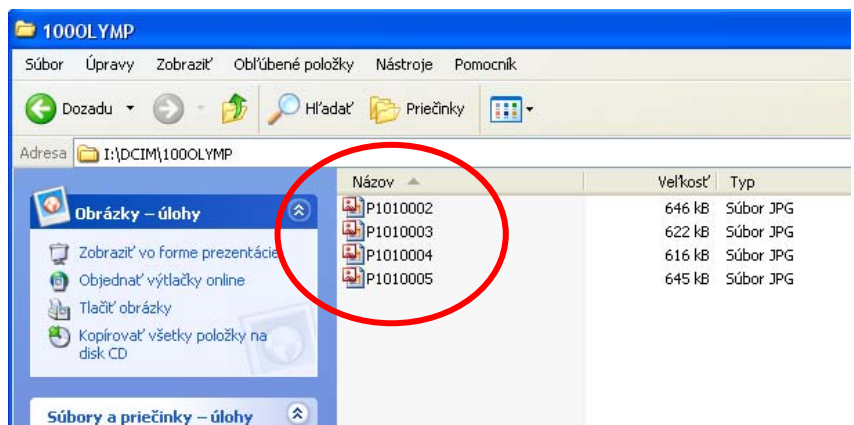 100OLYMP
Súbor Úpravy Zobraziť Obľúbené položky Nástroje Pomocník
Dozadu Hľadať Priečinky
Adresa I:\DCIM\100OLYMP
Názov Veľkosť Typ
P1010002 646 kB Súbor JPG
P1010003 622 kB Súbor JPG
P1010004 616 kB Súbor JPG
P1010005 645 kB Súbor JPG
Obrázky – úlohy
Zobraziť vo forme prezentácie
Objednať výtlačky online
Tlačiť obrázky
Kopírovať všetky položky na
disk CD
Súbory a priečinky – úlohy